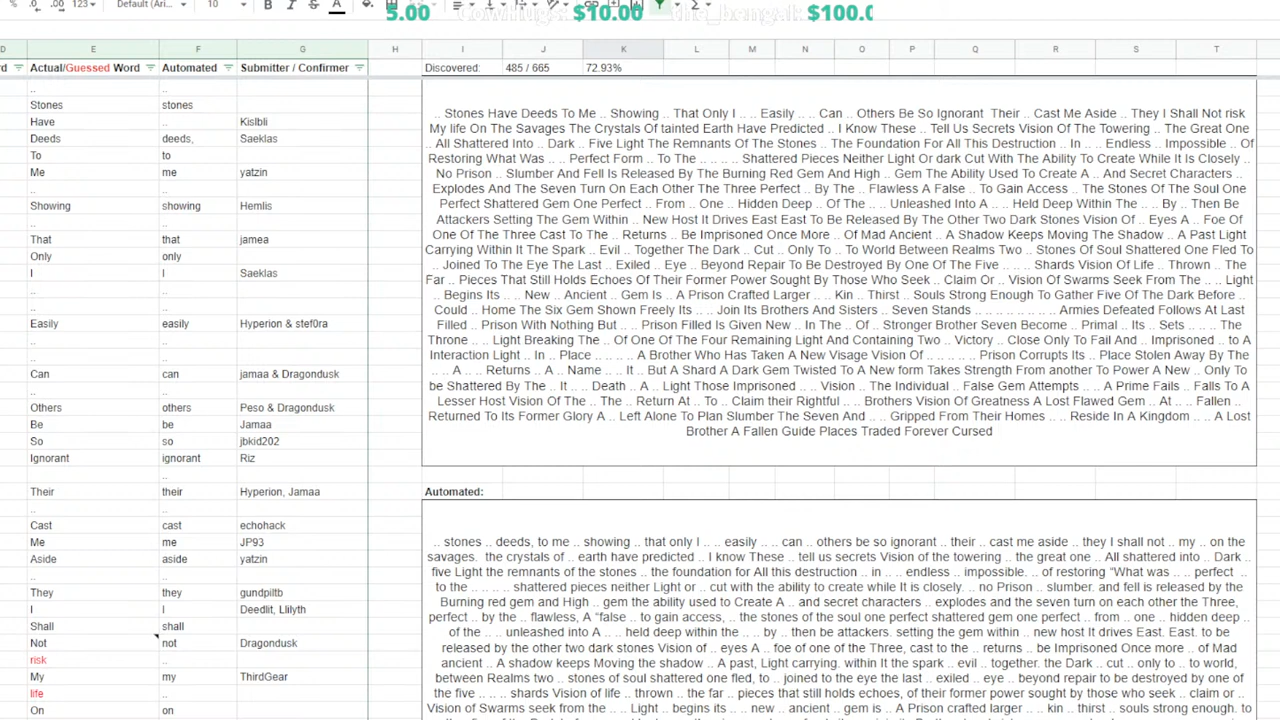 123
Default (Ari...
10
B I S A
5.00 CowHugs: $10.00 the_bengal: $100.0
E F G H I J K L M N O P Q R S T
Actual/Guessed Word Automated Submitter / Confirmer Discovered: 485 / 665 72.93%
..
Stones stones
Have .. Kislbli
Deeds deeds, Saeklas
To to
Me me yatzin
.. ..
Showing showing Hemlis
.. ..
That that jamea
Only only
I I Saeklas
.. ..
.. ..
Easily easily Hyperion & stef0ra
.. ..
.. ..
Can can jamaa & Dragondusk
.. ..
Others others Peso & Dragondusk
Be be Jamaa
So so jbkid202
Ignorant ignorant Riz
..
Their their Hyperion, Jamaa
.. ..
Cast cast echohack
Me me JP93
Aside aside yatzin
.. ..
They they gundpiltb
I I Deedlit, Llilyth
Shall shall
Not not Dragondusk
risk ..
My my ThirdGear
life ..
On on
.. Stones Have Deeds To Me .. Showing .. That Only I .. .. Easily .. .. Can .. Others Be So Ignorant Their .. Cast Me Aside .. They I Shall Not risk
My life On The Savages The Crystals Of tainted Earth Have Predicted .. I Know These .. Tell Us Secrets Vision Of The Towering .. The Great One
.. All Shattered Into .. Dark .. Five Light The Remnants Of The Stones .. The Foundation For All This Destruction .. In .. Endless .. Impossible .. Of
Restoring What Was .. .. Perfect Form .. To The .. .. .. .. Shattered Pieces Neither Light Or dark Cut With The Ability To Create While It Is Closely ..
No Prison .. Slumber And Fell Is Released By The Burning Red Gem And High .. Gem The Ability Used To Create A .. .. And Secret Characters ..
Explodes And The Seven Turn On Each Other The Three Perfect .. By The .. Flawless A False .. To Gain Access .. The Stones Of The Soul One
Perfect Shattered Gem One Perfect .. From .. One .. Hidden Deep .. Of The .. .. Unleashed Into A .. .. Held Deep Within The .. .. By .. Then Be
Attackers Setting The Gem Within .. New Host It Drives East East To Be Released By The Other Two Dark Stones Vision Of .. Eyes A .. Foe Of
One Of The Three Cast To The .. Returns .. Be Imprisoned Once More .. Of Mad Ancient .. A Shadow Keeps Moving The Shadow .. A Past Light
Carrying Within It The Spark .. Evil .. Together The Dark .. Cut .. Only To .. To World Between Realms Two .. Stones Of Soul Shattered One Fled To
.. Joined To The Eye The Last .. Exiled .. Eye .. Beyond Repair To Be Destroyed By One Of The Five .. .. .. Shards Vision Of Life .. Thrown .. The
Far .. Pieces That Still Holds Echoes Of Their Former Power Sought By Those Who Seek .. Claim Or .. Vision Of Swarms Seek From The .. .. Light
.. Begins Its .. .. New .. Ancient .. Gem Is .. A Prison Crafted Larger .. .. Kin .. Thirst .. Souls Strong Enough To Gather Five Of The Dark Before ..
Could .. Home The Six Gem Shown Freely Its .. .. Join Its Brothers And Sisters .. Seven Stands .. .. .. .. .. Armies Defeated Follows At Last
Filled .. Prison With Nothing But .. .. Prison Filled Is Given New .. In The .. Of .. Stronger Brother Seven Become .. Primal .. Its .. Sets .. .. .. The
Throne .. .. Light Breaking The .. Of One Of The Four Remaining Light And Containing Two .. Victory .. Close Only To Fail And .. Imprisoned .. to A
Interaction Light .. In .. Place .. .. .. .. A Brother Who Has Taken A New Visage Vision Of .. .. .. .. .. Prison Corrupts Its .. Place Stolen Away By The
.. A .. .. Returns .. A .. Name .. .. It .. But A Shard A Dark Gem Twisted To A New form Takes Strength From another To Power A New .. Only To
be Shattered By The .. It .. .. Death .. A .. Light Those Imprisoned .. .. Vision .. The Individual .. False Gem Attempts .. .. A Prime Fails .. Falls To A
Lesser Host Vision Of The .. The .. Return At .. To .. Claim their Rightful .. .. Brothers Vision Of Greatness A Lost Flawed Gem .. At .. .. Fallen ..
Returned To Its Former Glory A .. Left Alone To Plan Slumber The Seven And .. .. Gripped From Their Homes .. .. Reside In A Kingdom .. .. A Lost
Brother A Fallen Guide Places Traded Forever Cursed
Automated:
.. stones .. deeds, to me .. showing .. that only I .. .. easily .. .. can .. others be so ignorant .. their .. cast me aside .. they I shall not .. my .. on the
savages. the crystals of .. earth have predicted .. I know These .. tell us secrets Vision of the towering .. the great one .. All shattered into .. Dark ..
five Light the remnants of the stones .. the foundation for All this destruction .. in .. endless .. impossible. .. of restoring "What was .. .. perfect ..
to the .. .. .. .. shattered pieces neither Light or .. cut with the ability to create while It is closely. .. no Prison .. slumber. and fell is released by the
Burning red gem and High .. gem the ability used to Create A .. .. and secret characters .. explodes and the seven turn on each other the Three,
perfect .. by the .. flawless, A "false .. to gain access, .. the stones of the soul one perfect shattered gem one perfect .. from .. one .. hidden deep ..
of the .. .. unleashed into A .. .. held deep within the .. .. by .. then be attackers. setting the gem within .. new host It drives East. East. to be
released by the other two dark stones Vision of .. eyes A .. foe of one of the Three, cast to the .. returns .. be Imprisoned Once more .. of Mad
ancient .. A shadow keeps Moving the shadow .. A past, Light carrying. within It the spark .. evil .. together. the Dark .. cut .. only to .. to world,
between Realms two .. stones of soul shattered one fled, to .. joined to the eye the last .. exiled .. eye .. beyond repair to be destroyed by one of
the five .. .. .. shards Vision of life .. thrown .. the far .. pieces that still holds echoes, of their former power sought by those who seek .. claim or ..
Vision of Swarms seek from the .. .. Light .. begins its .. .. new .. ancient .. gem is .. A Prison crafted larger .. .. kin .. thirst .. souls strong enough. to